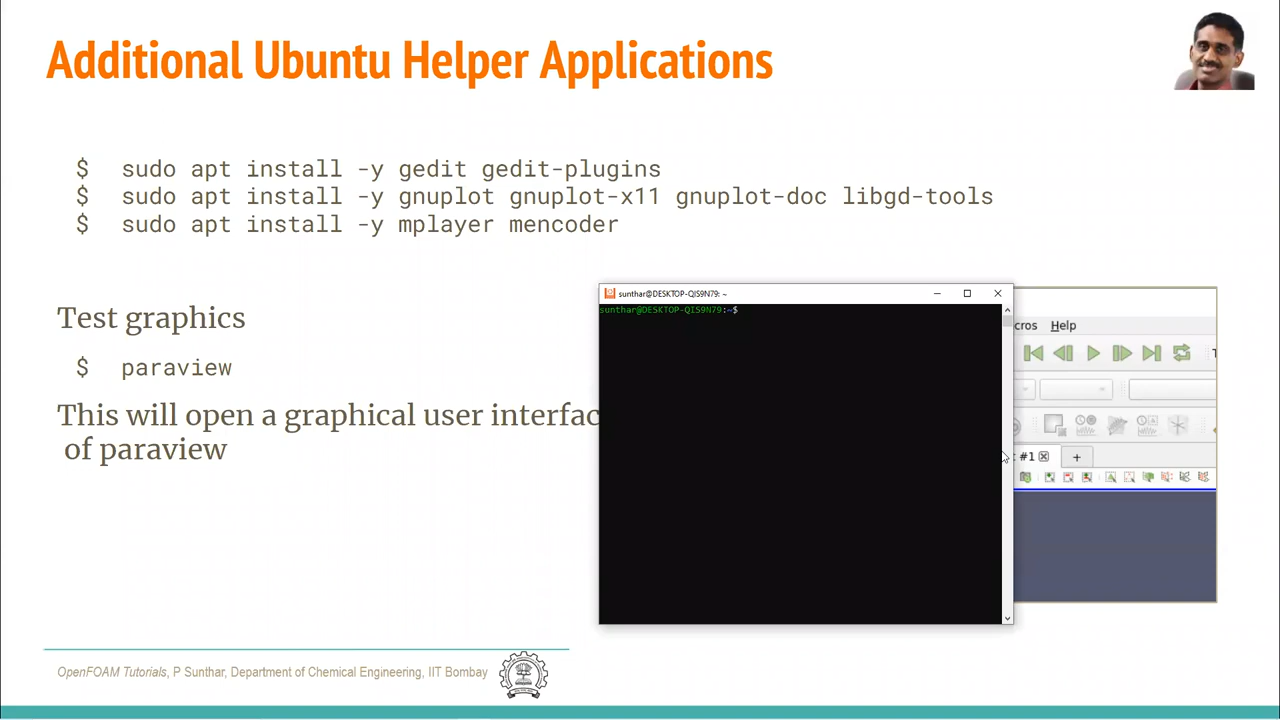 Additional Ubuntu Helper Applications
$ sudo apt install -y gedit gedit-plugins
$ sudo apt install -y gnuplot gnuplot-x11 gnuplot-doc libgd-tools
$ sudo apt install -y mplayer mencoder
sunthar@DESKTOP-QIS9N79: ~
sunthar@DESKTOP-QIS9N79:~$
Test graphics
$ paraview
This will open a graphical user interfac
of paraview
cros Help
#1
OpenFOAM Tutorials, P Sunthar, Department of Chemical Engineering, IIT Bombay